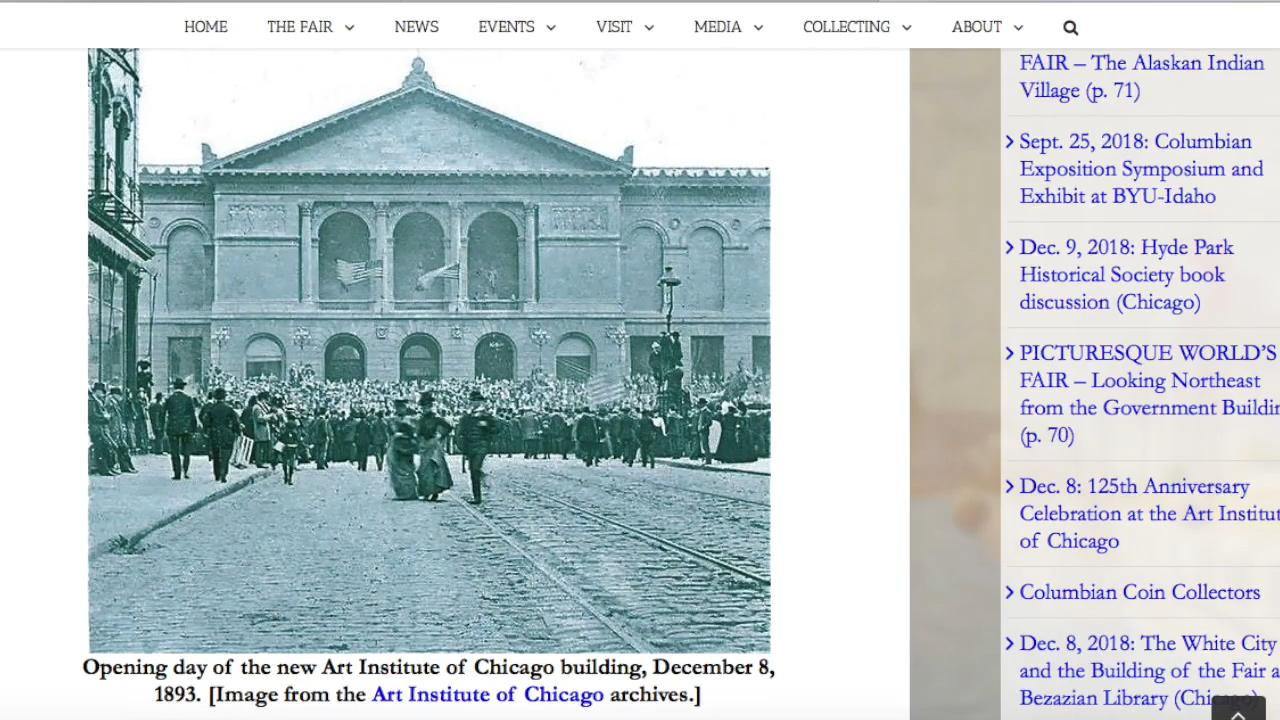 HOME THE FAIR NEWS EVENTS VISIT MEDIA COLLECTING ABOUT
Opening day of the new Art Institute of Chicago building, December 8,
1893. [Image from the Art Institute of Chicago archives.]
FAIR – The Alaskan Indian
Village (p. 71)
Sept. 25, 2018: Columbian
Exposition Symposium and
Exhibit at BYU-Idaho
Dec. 9, 2018: Hyde Park
Historical Society book
discussion (Chicago)
PICTURESQUE WORLD'S
FAIR – Looking Northeast
from the Government Buildin
(p. 70)
Dec. 8: 125th Anniversary
Celebration at the Art Institut
of Chicago
Columbian Coin Collectors
Dec. 8, 2018: The White City
and the Building of the Fair a
Bezazian Library (Chicago)